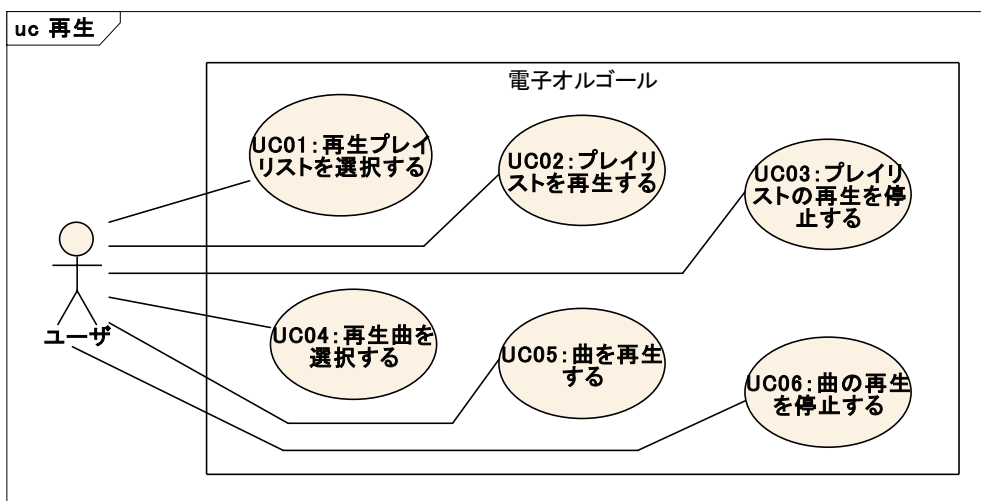 uc 再生
電子オルゴール
UC01:再生プレイ
リストを選択する
UC02:プレイリ
ストを再生する
UC03:プレイリ
ストの再生を停
止する
ユーザ
UC04:再生曲を
選択する
UC05:曲を再生
する
UC06:曲の再生
を停止する